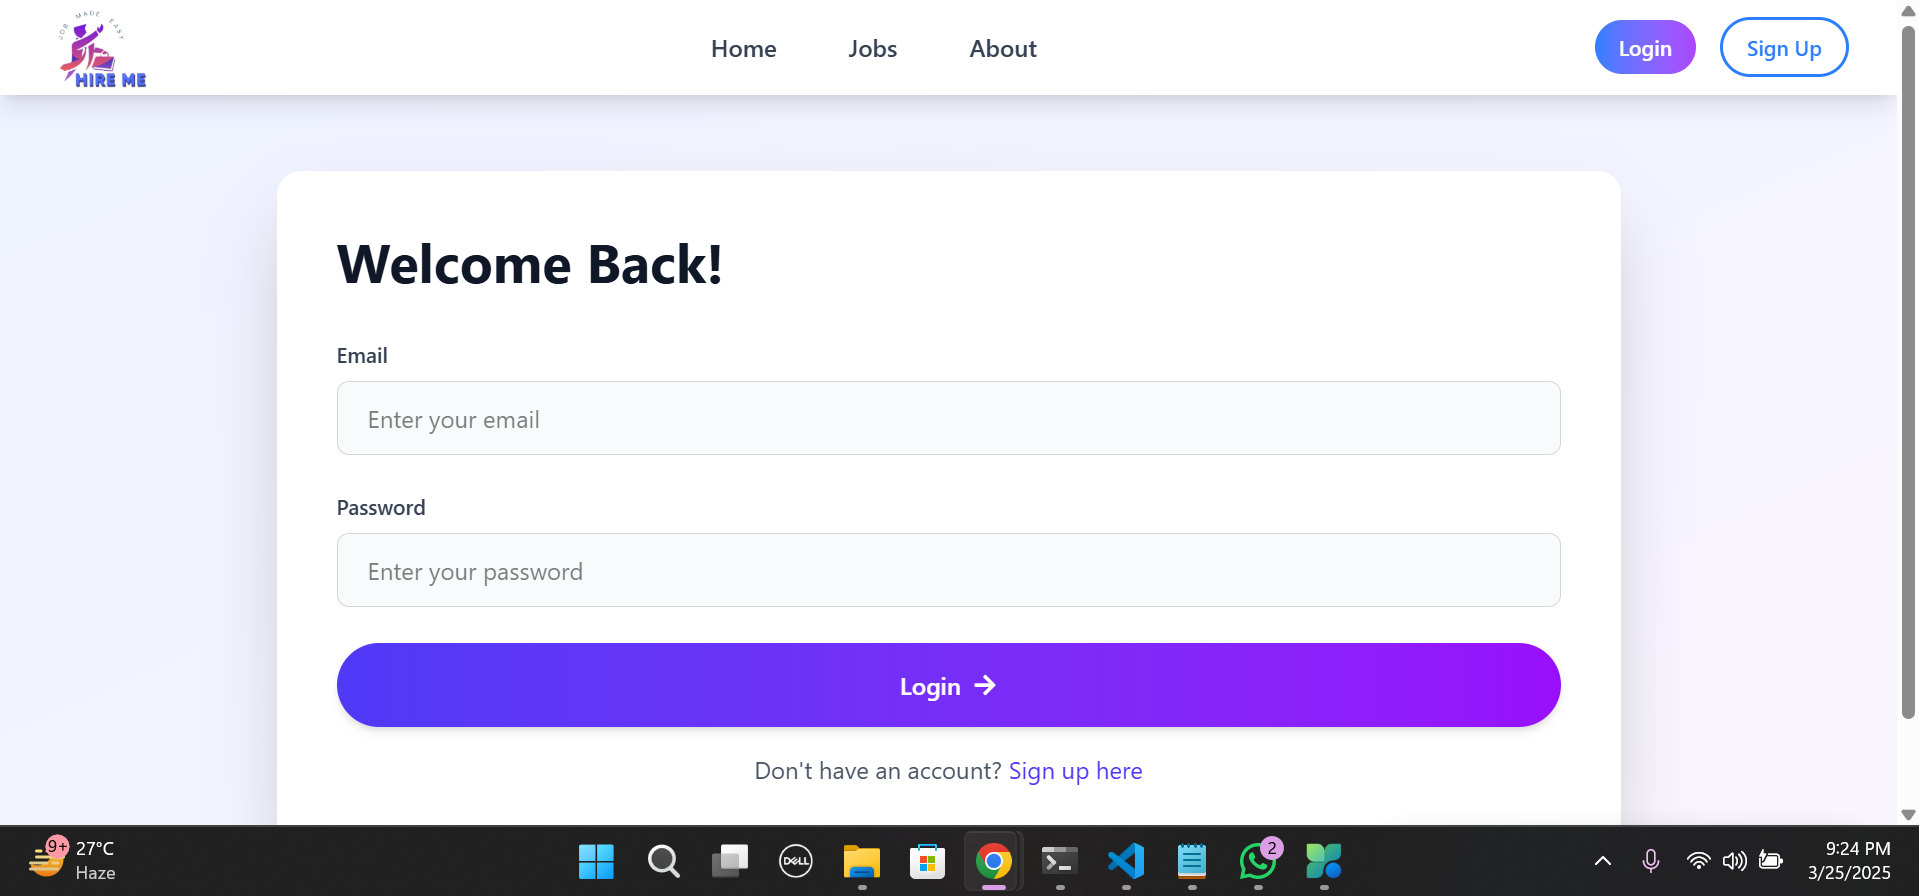 JOB MADE EASY
HIRE ME
Home
Jobs
About
Login
Sign Up
Welcome Back!
Email
Enter your email
Password
Enter your password
Login →
Don't have an account? Sign up here
9+
27°C
Haze
DELL
2
9:24 PM
3/25/2025